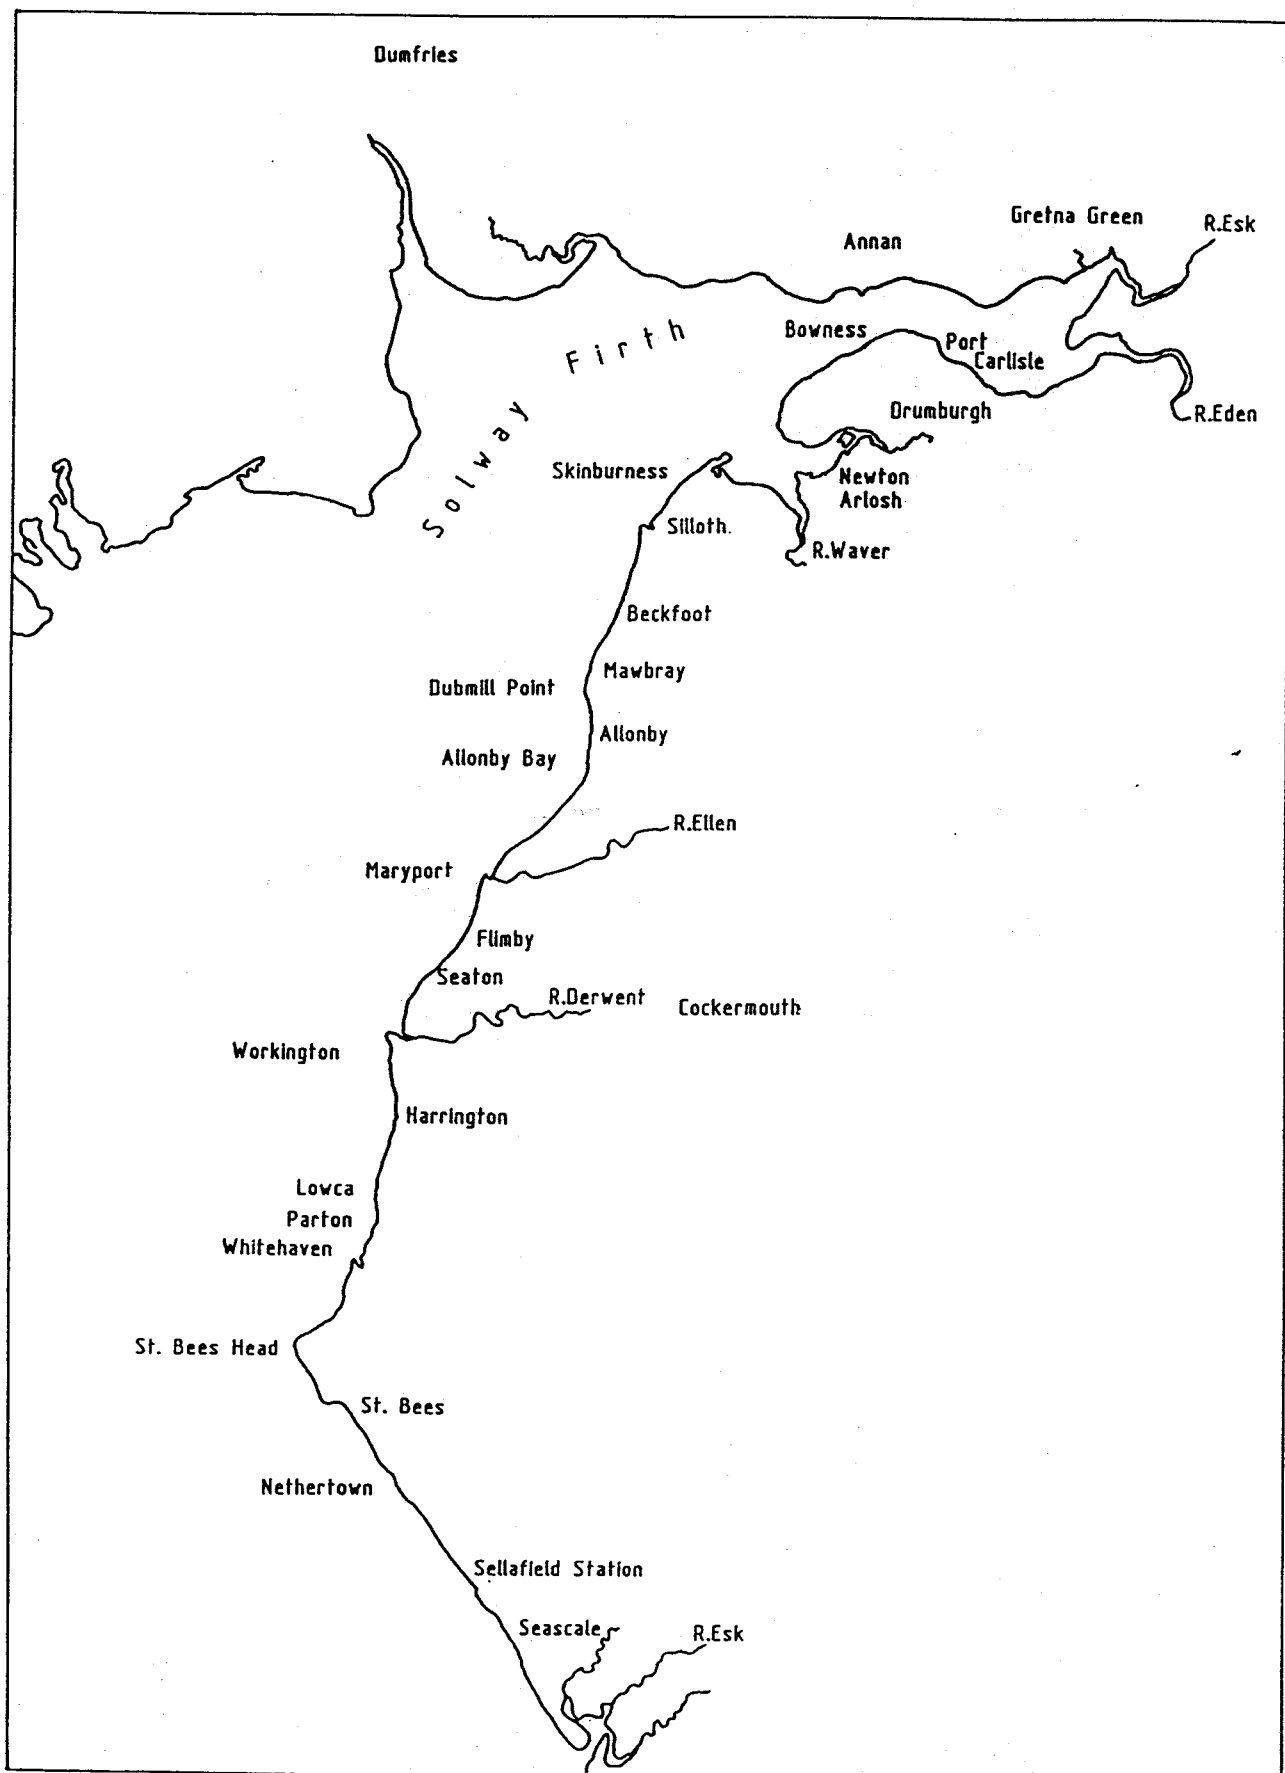 Dumfries
Gretna Green
R.Esk
Annan
Solway Firth
Bowness
Port
Carlisle
Drumburgh
R.Eden
Skinburness
Newton
Arlosh
Silloth.
R.Waver
Beckfoot
Mawbray
Dubmill Point
Allonby
Allonby Bay
R.Ellen
Maryport
Flimby
Seaton
R.Derwent
Cockermouth
Workington
Harrington
Lowca
Parton
Whitehaven
St. Bees Head
St. Bees
Nethertown
Sellafield Station
Seascale
R.Esk